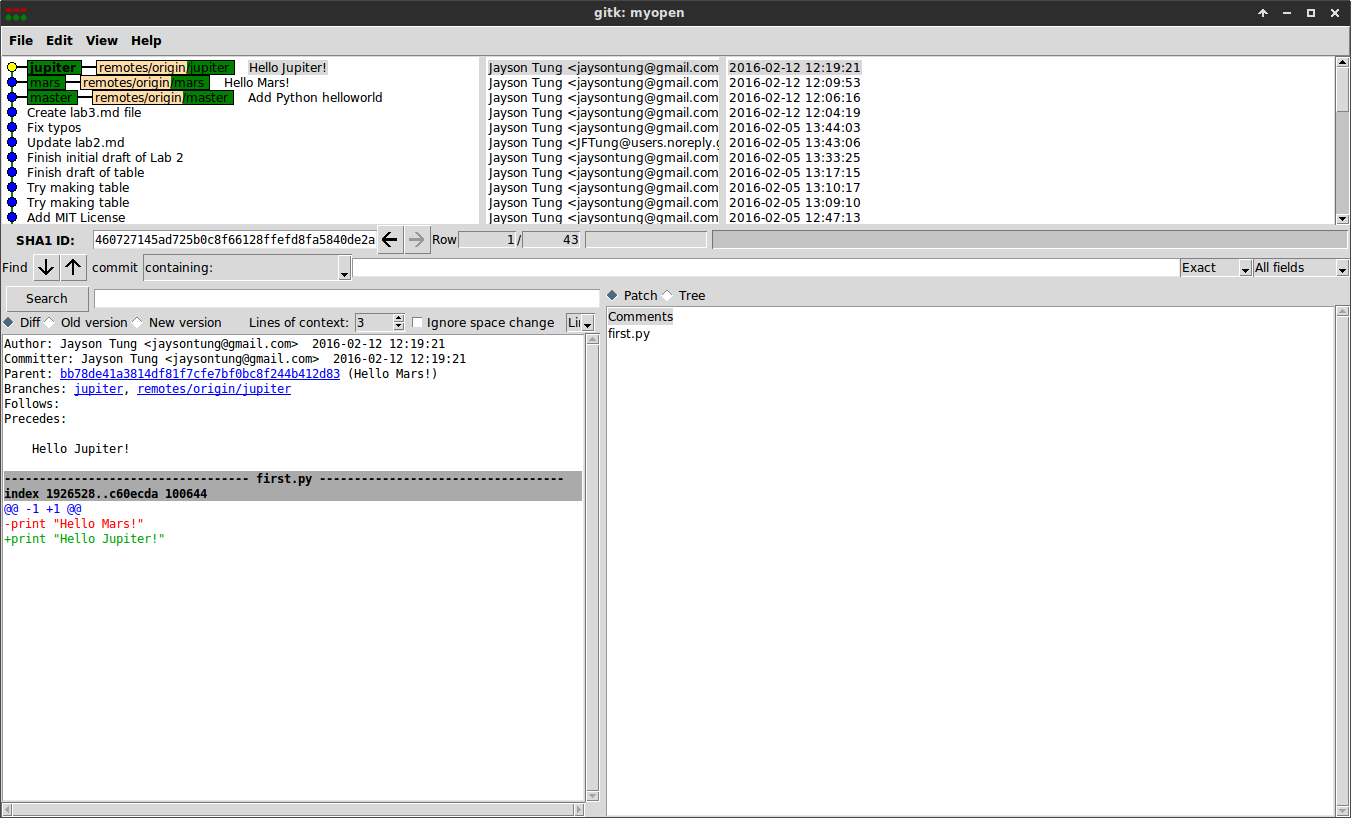 gitk: myopen
File Edit View Help
jupiter remotes/origin/jupiter Hello Jupiter! Jayson Tung <jaysontung@gmail.com 2016-02-12 12:19:21
mars remotes/origin/mars Hello Mars! Jayson Tung <jaysontung@gmail.com 2016-02-12 12:09:53
master remotes/origin/master Add Python helloworld Jayson Tung <jaysontung@gmail.com 2016-02-12 12:06:16
Create lab3.md file Jayson Tung <jaysontung@gmail.com 2016-02-12 12:04:19
Fix typos Jayson Tung <jaysontung@gmail.com 2016-02-05 13:44:03
Update lab2.md Jayson Tung <JFTung@users.noreply.g 2016-02-05 13:43:06
Finish initial draft of Lab 2 Jayson Tung <jaysontung@gmail.com 2016-02-05 13:33:25
Finish draft of table Jayson Tung <jaysontung@gmail.com 2016-02-05 13:17:15
Try making table Jayson Tung <jaysontung@gmail.com 2016-02-05 13:10:17
Try making table Jayson Tung <jaysontung@gmail.com 2016-02-05 13:09:10
Add MIT License Jayson Tung <jaysontung@gmail.com 2016-02-05 12:47:13
SHA1 ID: 460727145ad725b0c8f66128ffefd8fa5840de2a Row 1 / 43
Find commit containing: Exact All fields
Search
Diff Old version New version Lines of context: 3 Ignore space change Li
Author: Jayson Tung <jaysontung@gmail.com> 2016-02-12 12:19:21
Committer: Jayson Tung <jaysontung@gmail.com> 2016-02-12 12:19:21
Parent: bb78de41a3814df81f7cfe7bf0bc8f244b412d83 (Hello Mars!)
Branches: jupiter, remotes/origin/jupiter
Follows:
Precedes:
Hello Jupiter!
----------------------------------- first.py -----------------------------------
index 1926528..c60ecda 100644
@@ -1 +1 @@
-print "Hello Mars!"
+print "Hello Jupiter!"
Patch Tree
Comments
first.py